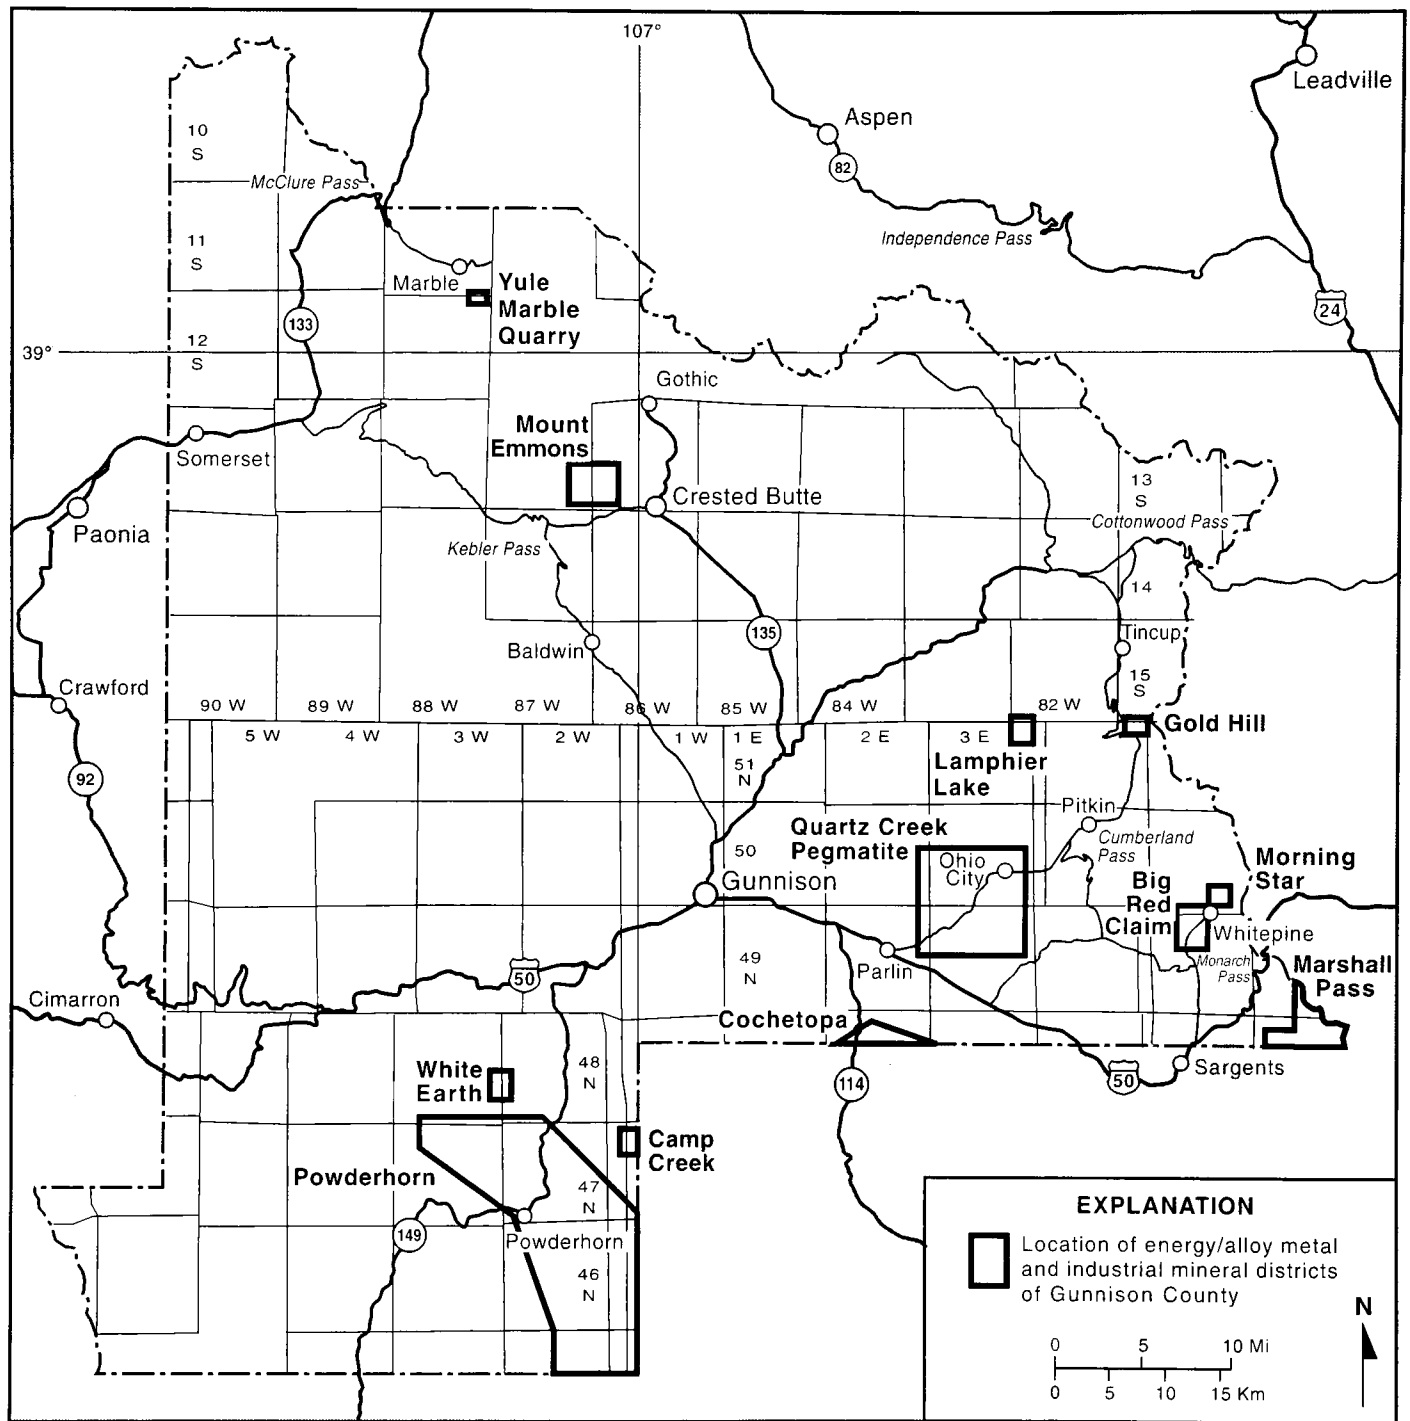 107°
Leadville
Aspen
82
10
S
McClure Pass
11
S
Independence Pass
Marble
Yule
Marble
Quarry
24
133
12
S
39°
Gothic
Mount
Emmons
Somerset
13
S
Crested Butte
Paonia
Cottonwood Pass
Kebler Pass
14
135
Tincup
Baldwin
15
S
Crawford
90 W
89 W
88 W
87 W
86 W
85 W
84 W
82 W
Gold Hill
5 W
4 W
3 W
2 W
1 W
1 E
2 E
3 E
51
N
Lamphier
Lake
92
Pitkin
Quartz Creek
Pegmatite
50
Cumberland
Pass
Ohio
City
Morning
Star
Big
Red
Claim
Gunnison
Whitepine
Parlin
49
N
Monarch
Pass
Marshall
Pass
50
Cimarron
Cochetopa
White
Earth
48
N
Sargents
50
114
Camp
Creek
Powderhorn
47
N
149
Powderhorn
46
N
EXPLANATION
Location of energy/alloy metal
and industrial mineral districts
of Gunnison County
N
0 5 10 Mi
0 5 10 15 Km